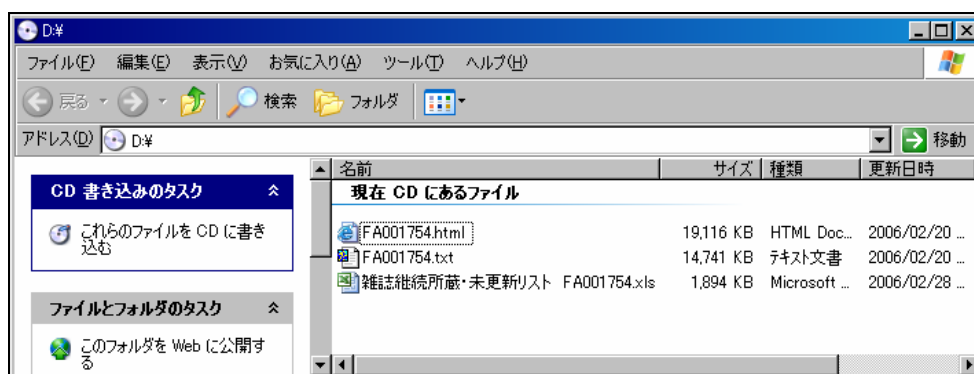 D:¥
ファイル(F) 編集(E) 表示(V) お気に入り(A) ツール(T) ヘルプ(H)
戻る 検索 フォルダ
アドレス(D) D:¥ 移動
CD 書き込みのタスク
これらのファイルを CD に書き
込む
ファイルとフォルダのタスク
このフォルダを Web に公開す
る
名前 サイズ 種類 更新日時
現在 CD にあるファイル
FA001754.html 19,116 KB HTML Doc... 2006/02/20 ...
FA001754.txt 14,741 KB テキスト文書 2006/02/20 ...
雑誌継続所蔵・未更新リスト FA001754.xls 1,894 KB Microsoft ... 2006/02/28 ...